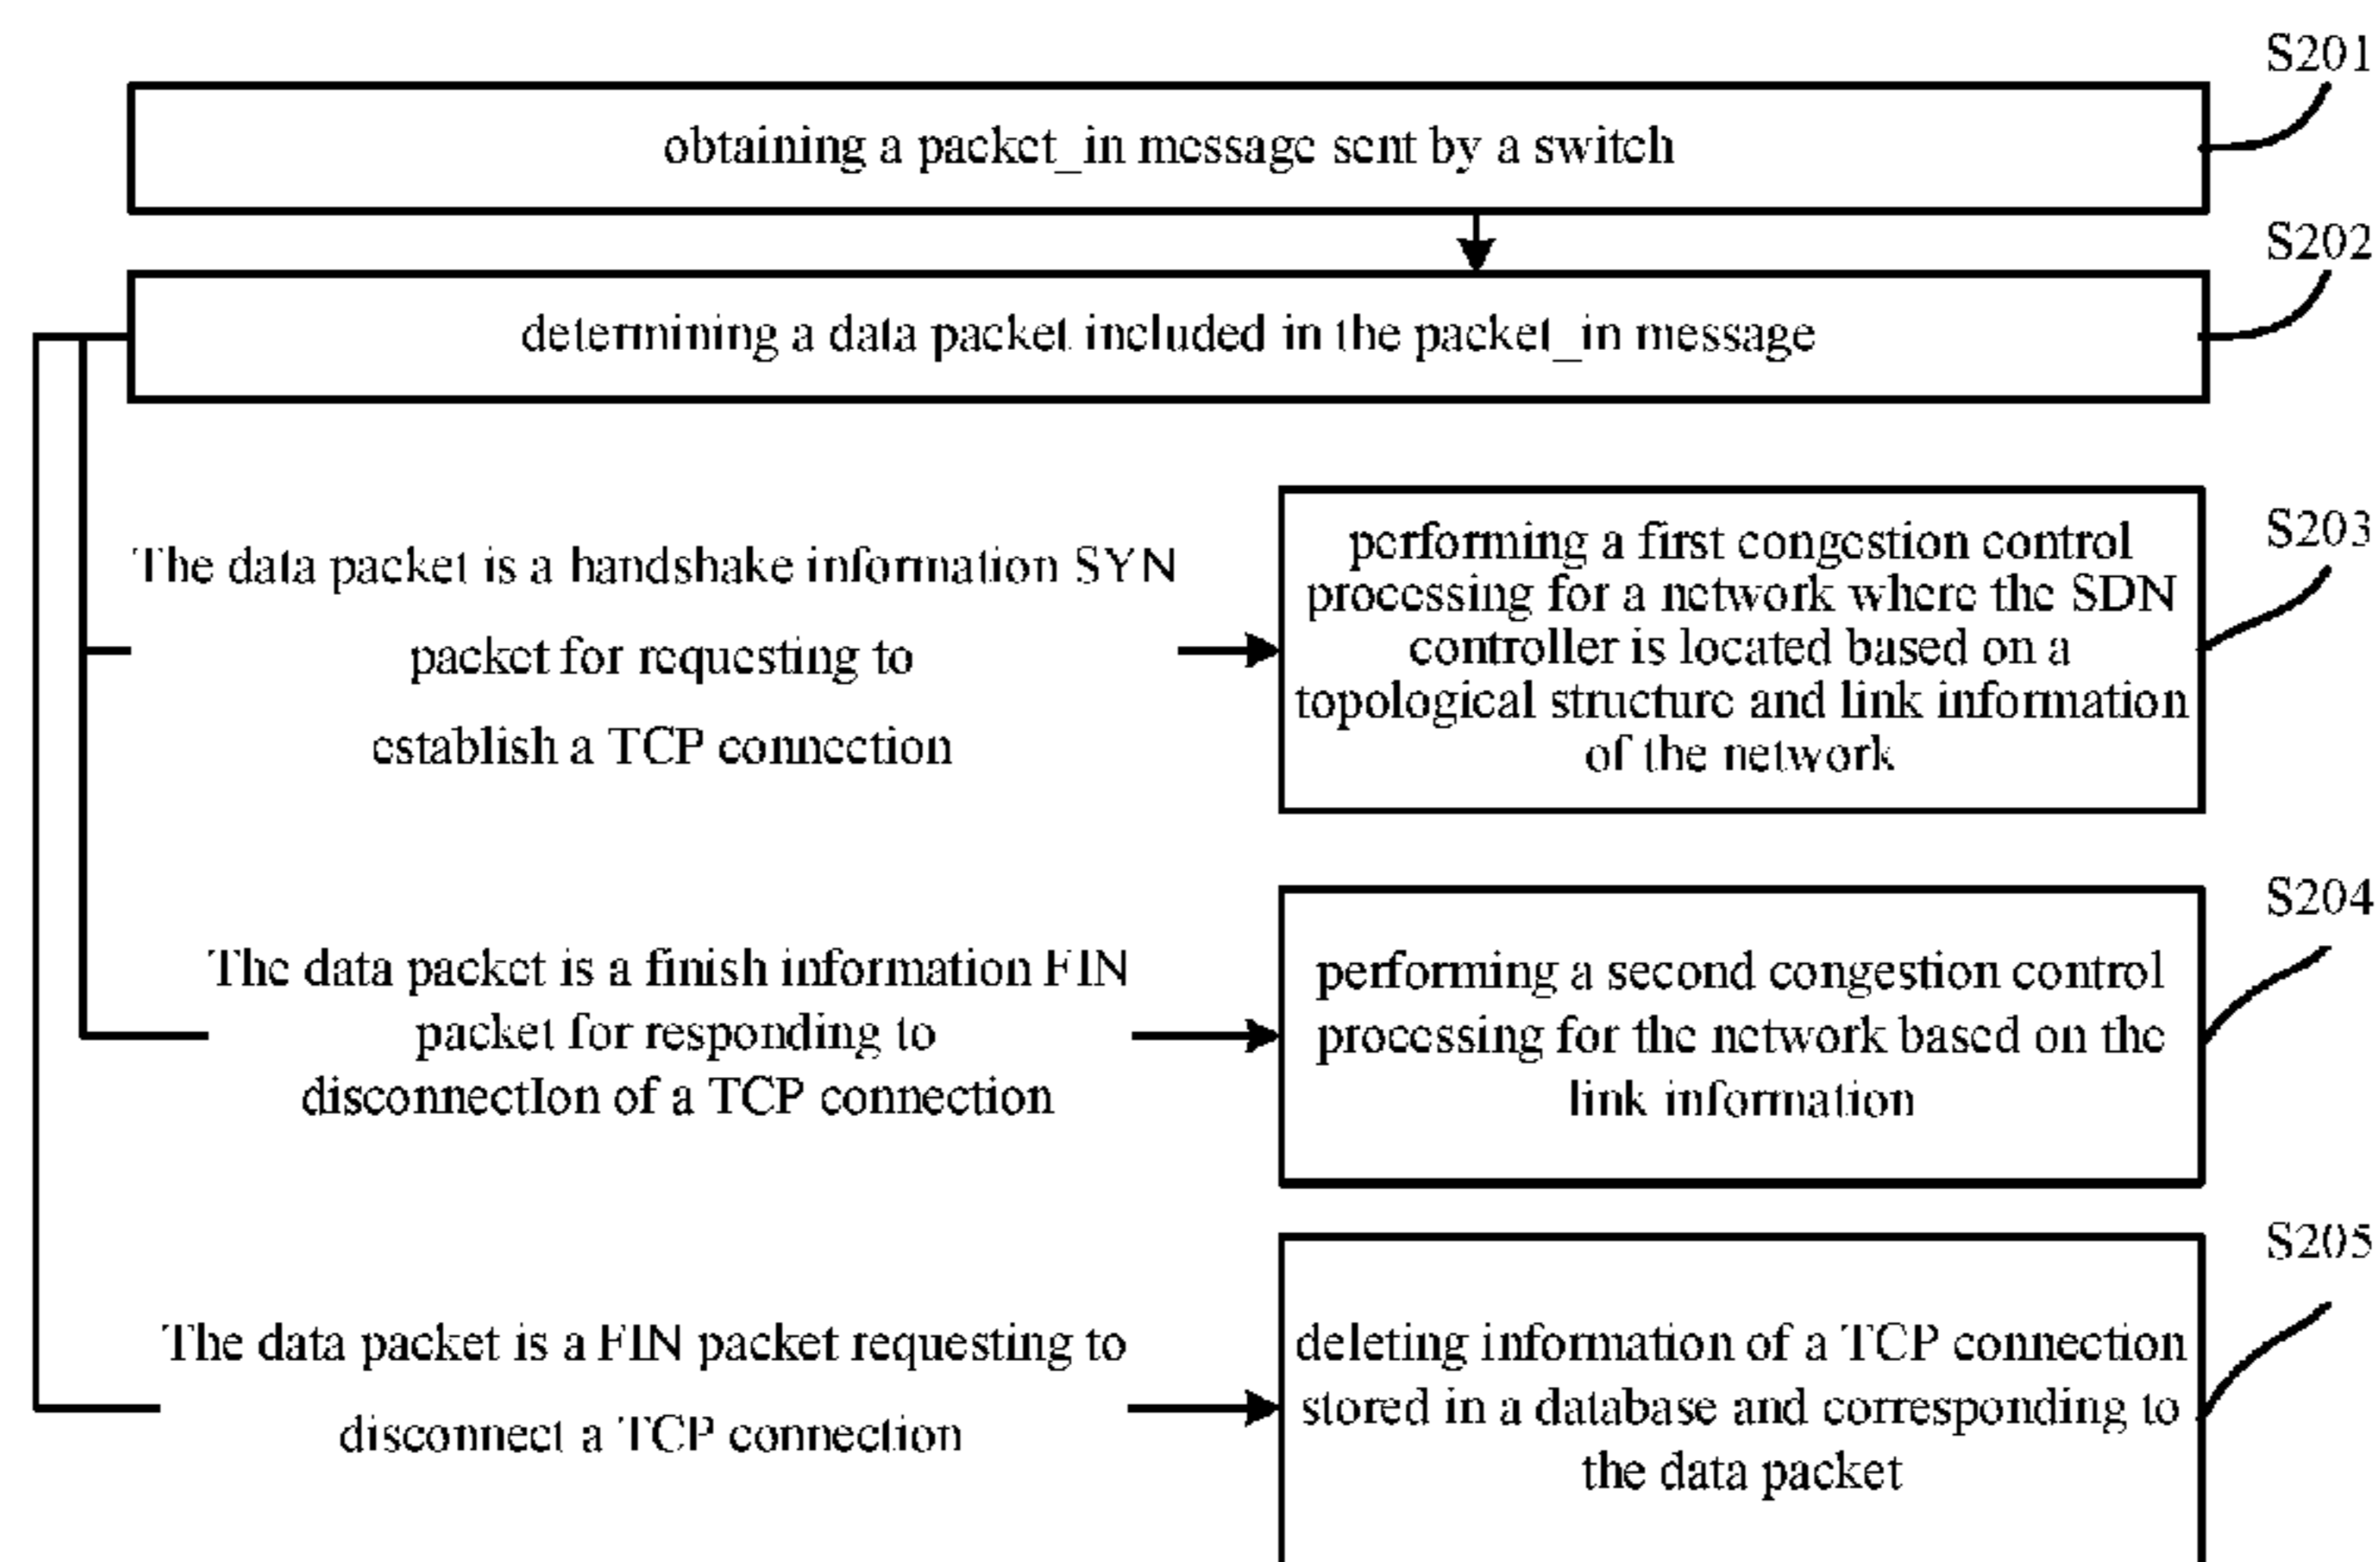 S201
obtaining a packet_in message sent by a switch
S202
determining a data packet included in the packet_in message
The data packet is a handshake information SYN
packet for requesting to
establish a TCP connection
S203
performing a first congestion control
processing for a network where the SDN
controller is located based on a
topological structure and link information
of the network
S204
The data packet is a finish information FIN
packet for responding to
disconnectIon of a TCP connection
performing a second congestion control
processing for the network based on the
link information
S205
The data packet is a FIN packet requesting to
disconnect a TCP connection
deleting information of a TCP connection
stored in a database and corresponding to
the data packet